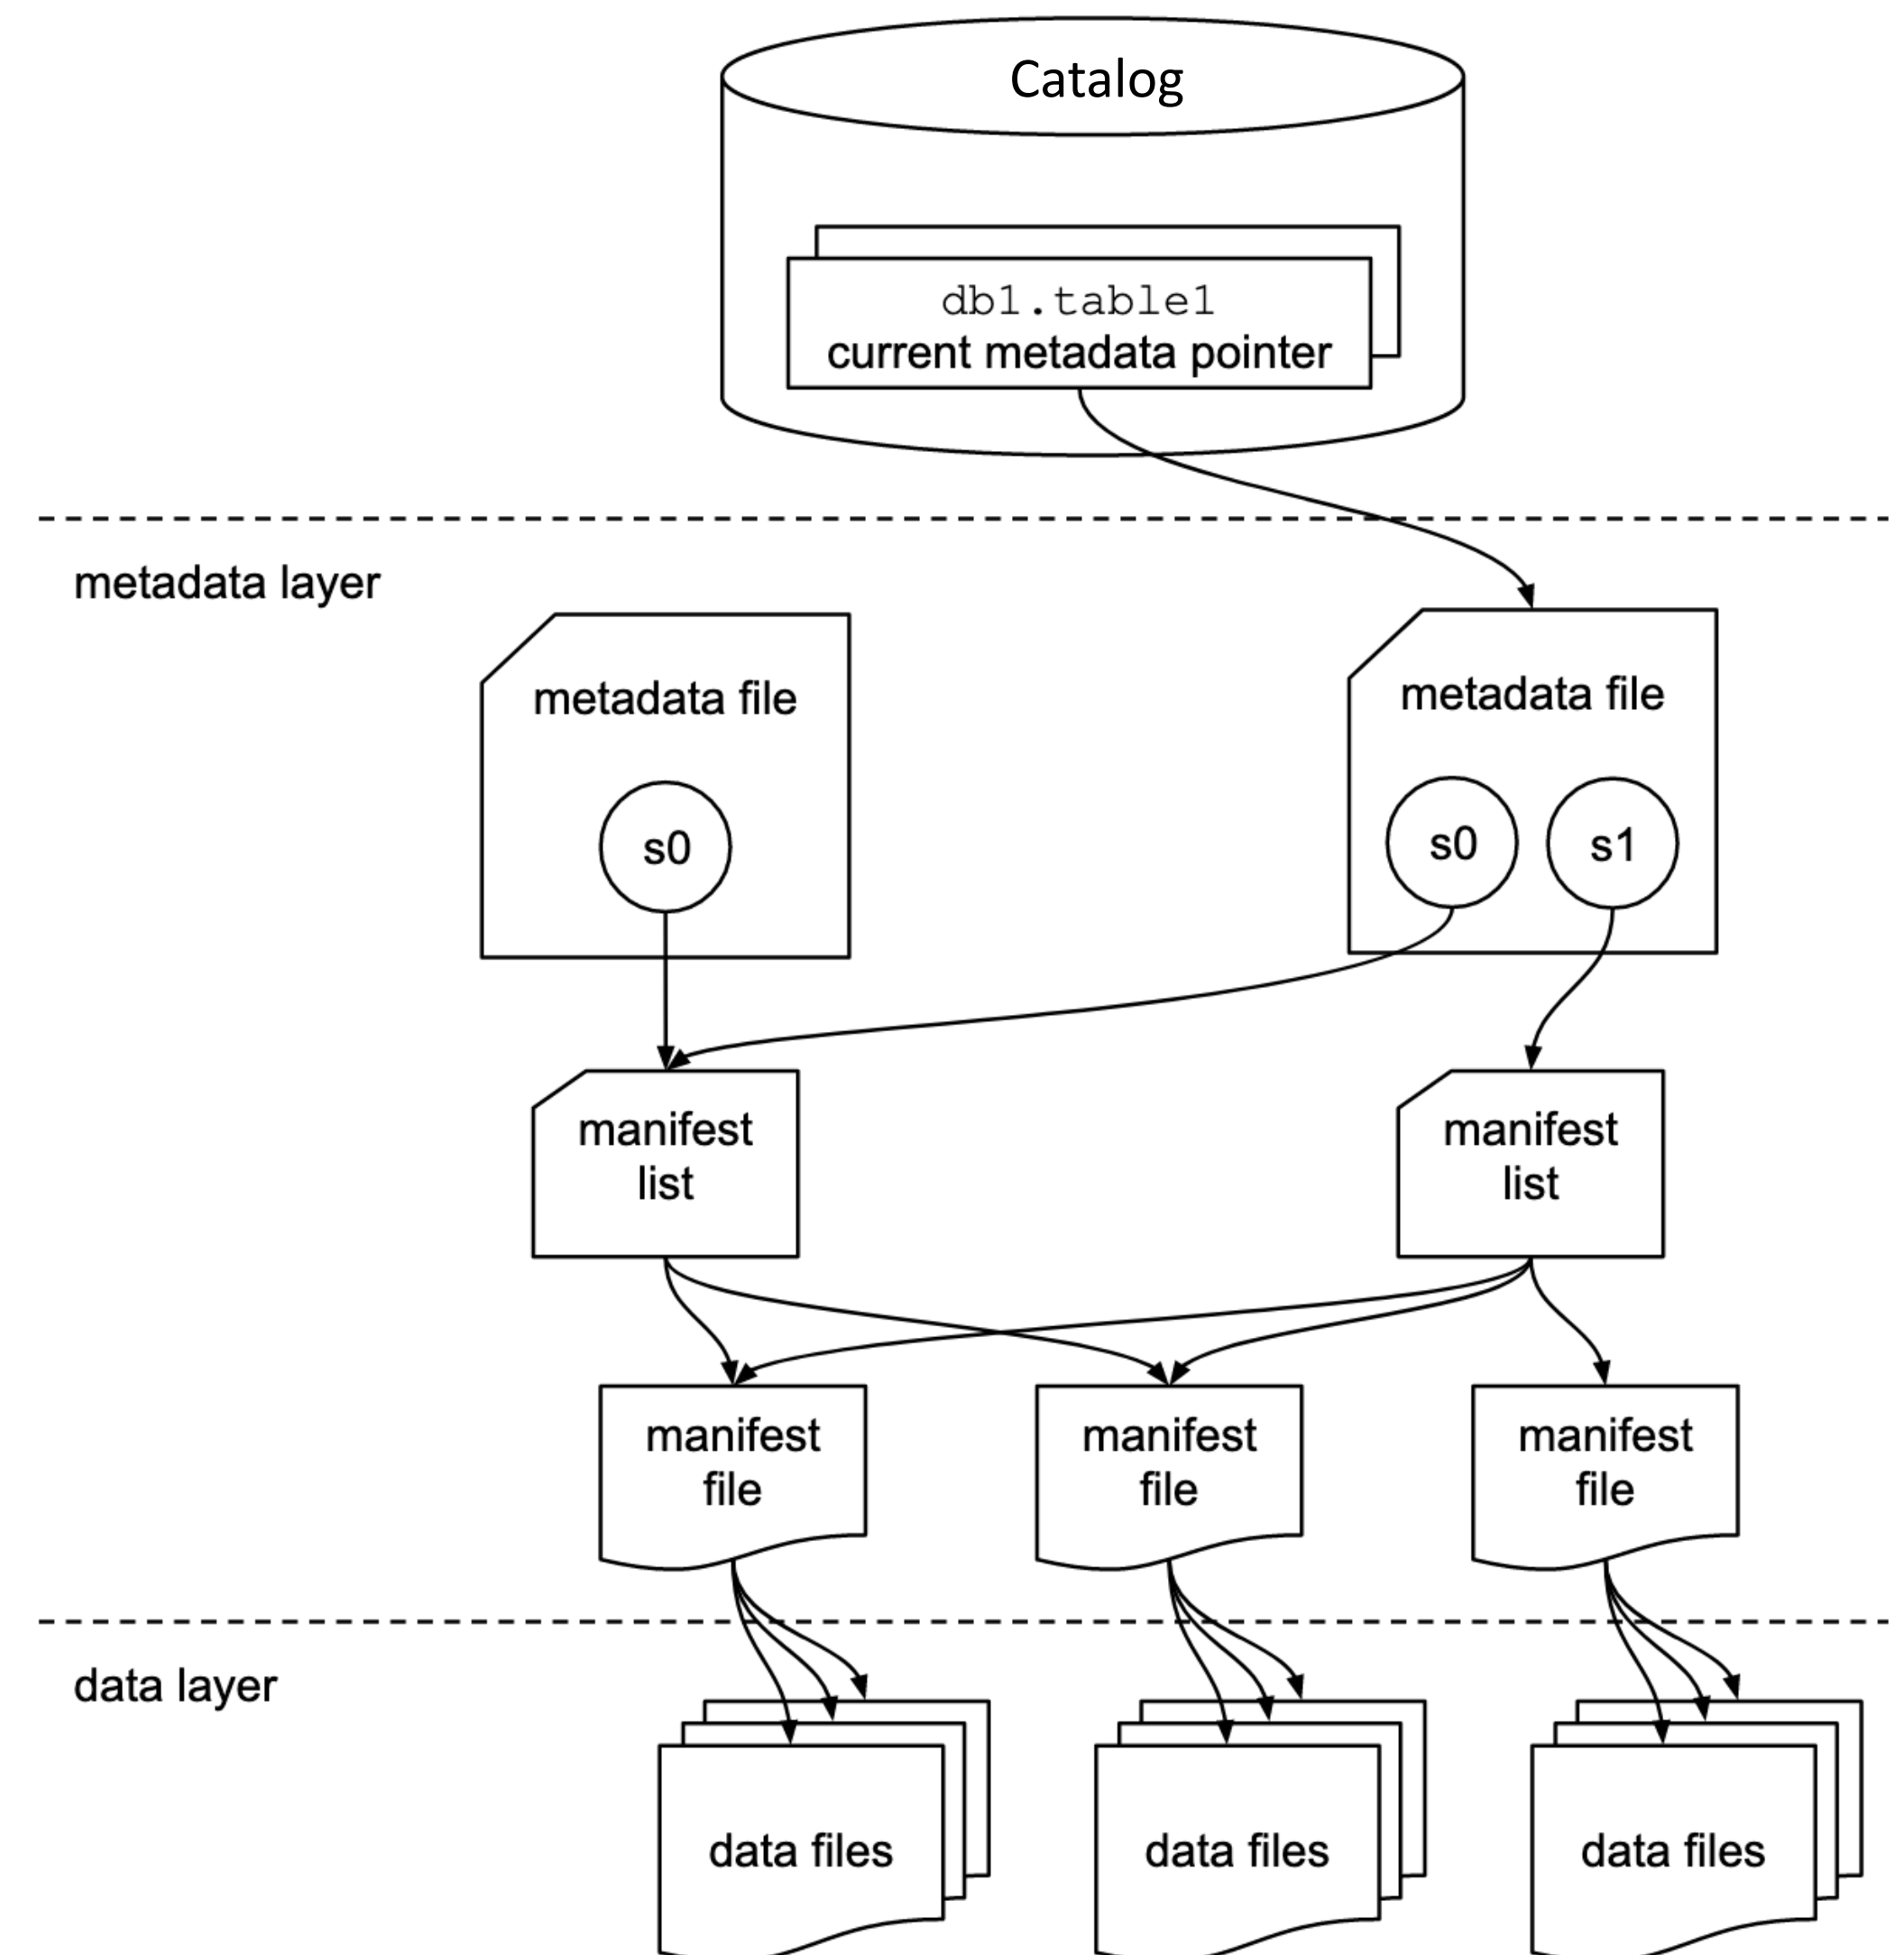 Catalog
db1.table1
current metadata pointer
metadata layer
metadata file
s0
metadata file
s0
s1
manifest
list
manifest
list
manifest
file
manifest
file
manifest
file
data layer
data files
data files
data files